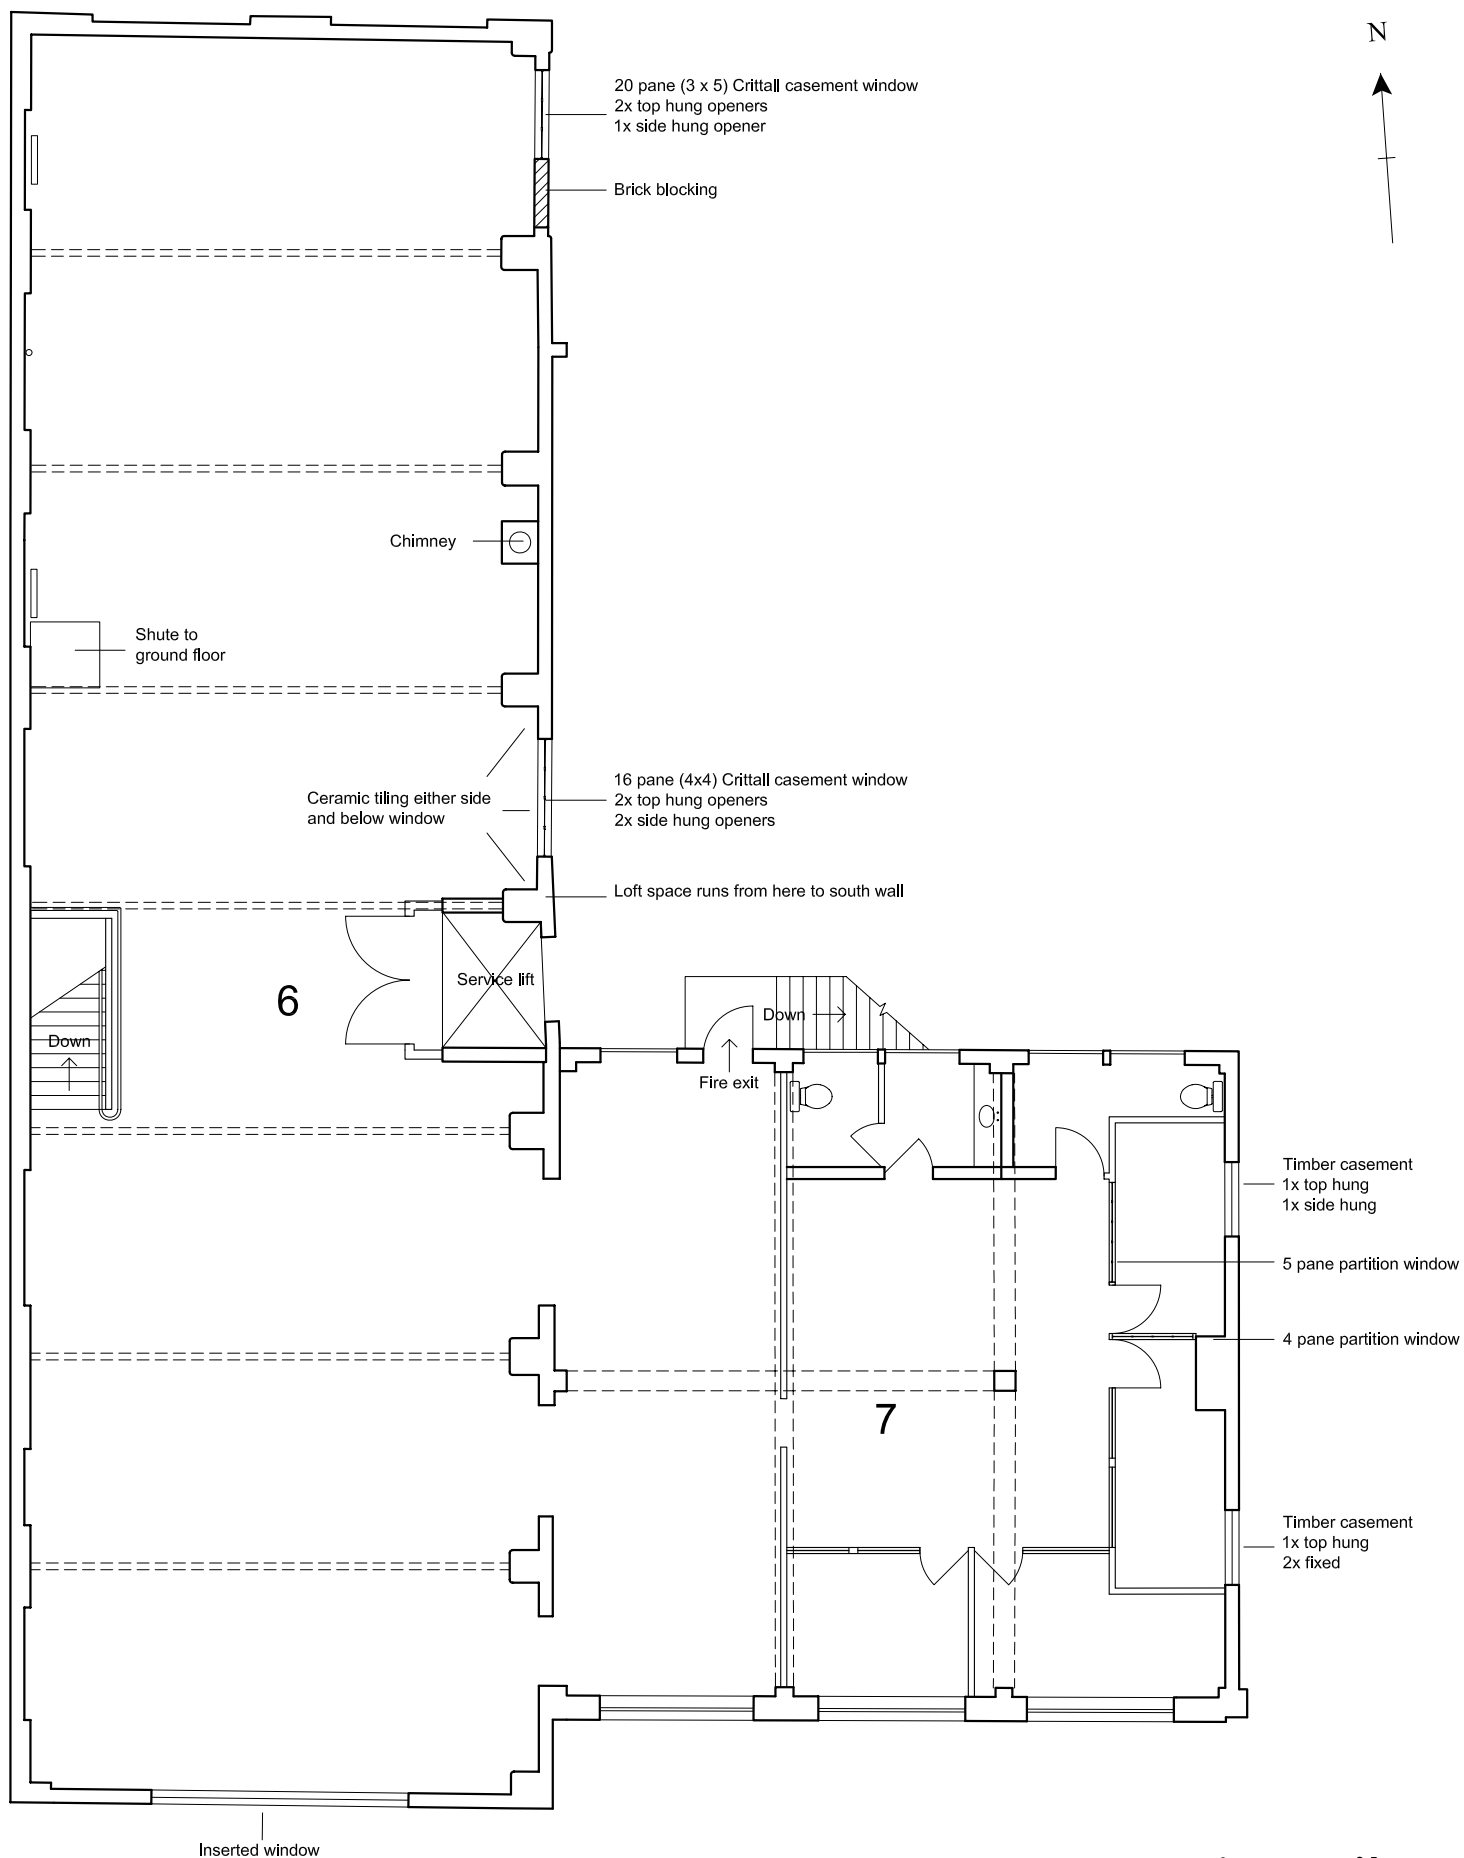 N
20 pane (3 x 5) Crittall casement window
2x top hung openers
1x side hung opener
Brick blocking
Chimney
Shute to
ground floor
Ceramic tiling either side
and below window
16 pane (4x4) Crittall casement window
2x top hung openers
2x side hung openers
Loft space runs from here to south wall
Service lift
6
Down
Down
Fire exit
Timber casement
1x top hung
1x side hung
5 pane partition window
4 pane partition window
7
Timber casement
1x top hung
2x fixed
Inserted window